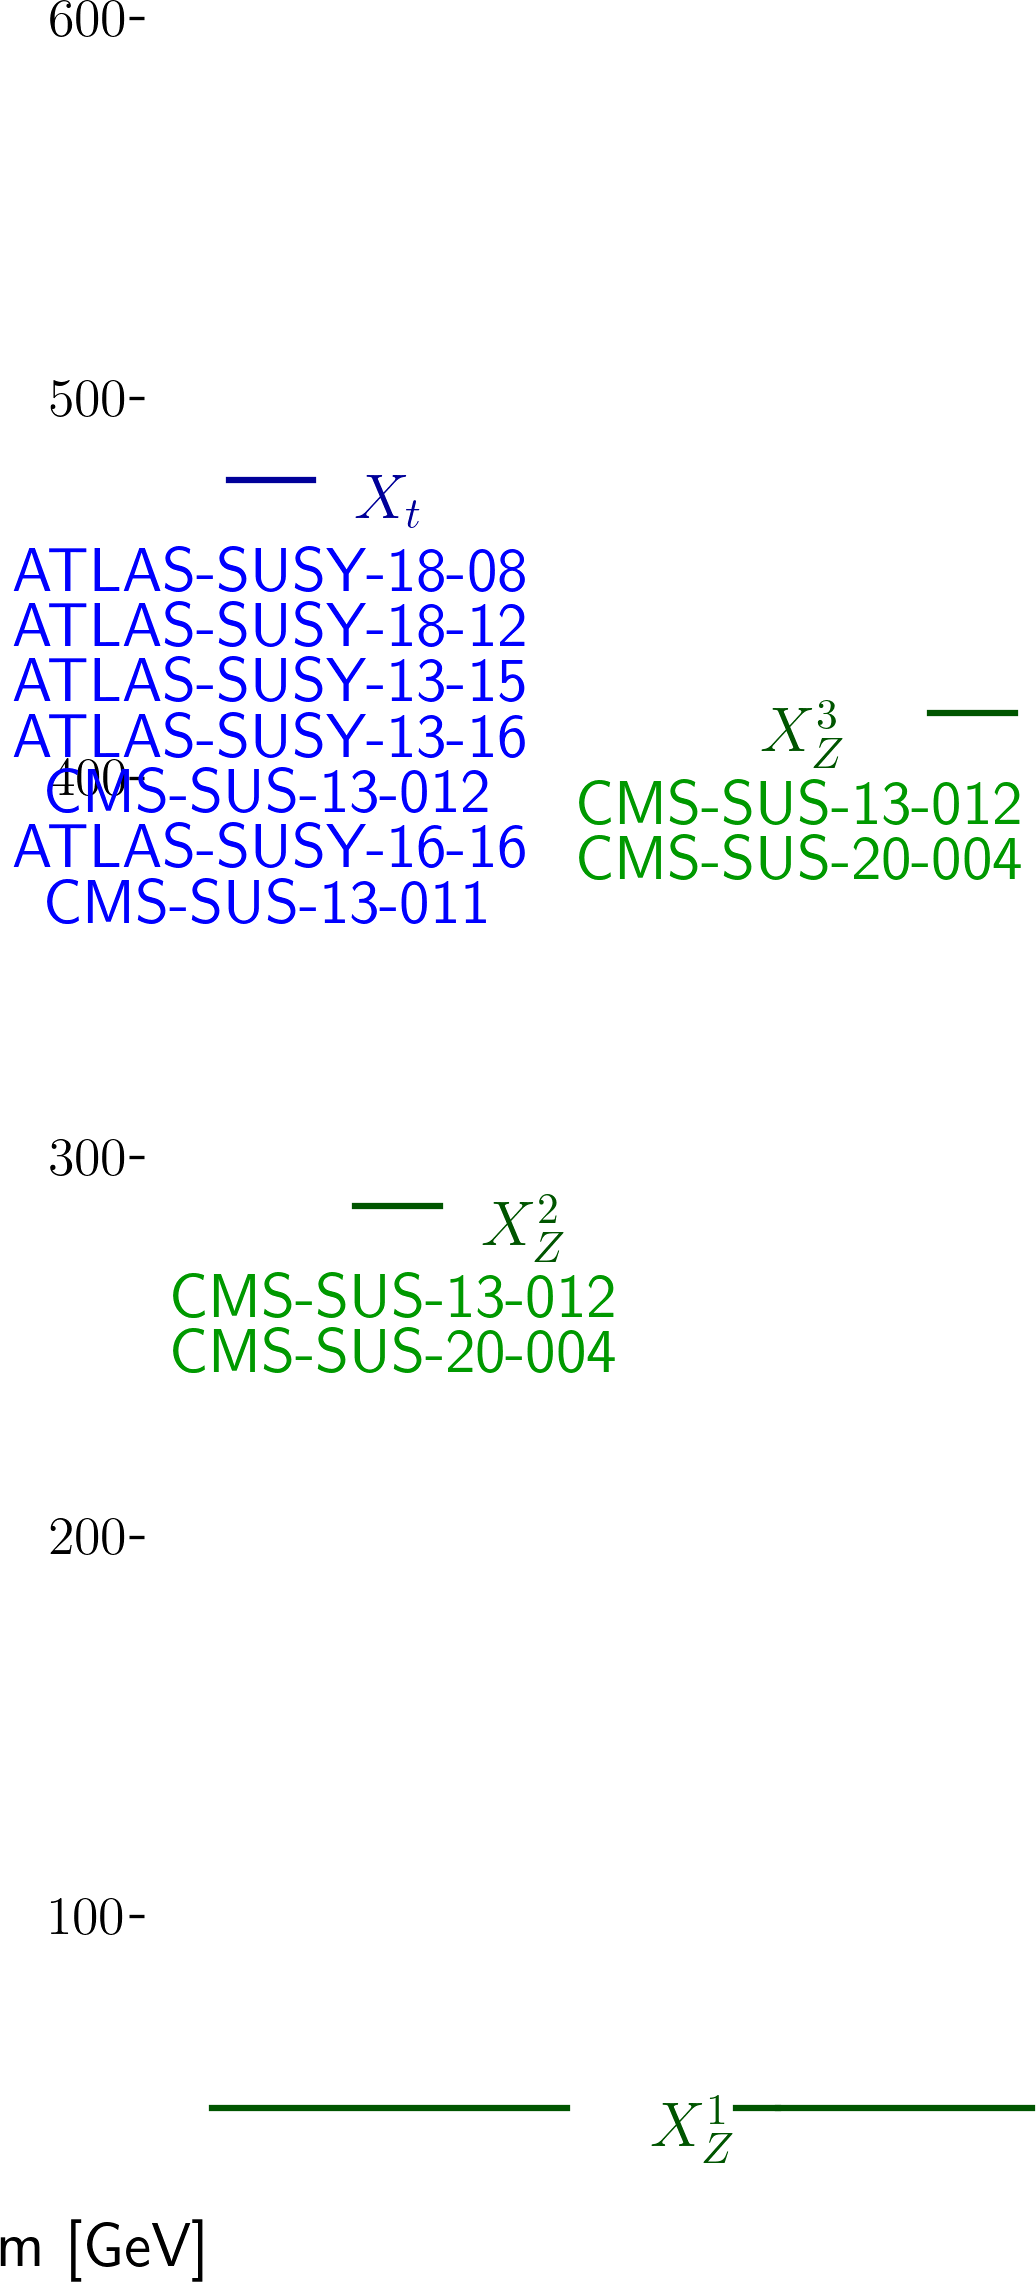 600
500
X_t
ATLAS-SUSY-18-08
ATLAS-SUSY-18-12
ATLAS-SUSY-13-15
ATLAS-SUSY-13-16
400
CMS-SUS-13-012
ATLAS-SUSY-16-16
CMS-SUS-13-011
X_Z^3
CMS-SUS-13-012
CMS-SUS-20-004
300
X_Z^2
CMS-SUS-13-012
CMS-SUS-20-004
200
100
X_Z^1
m [GeV]